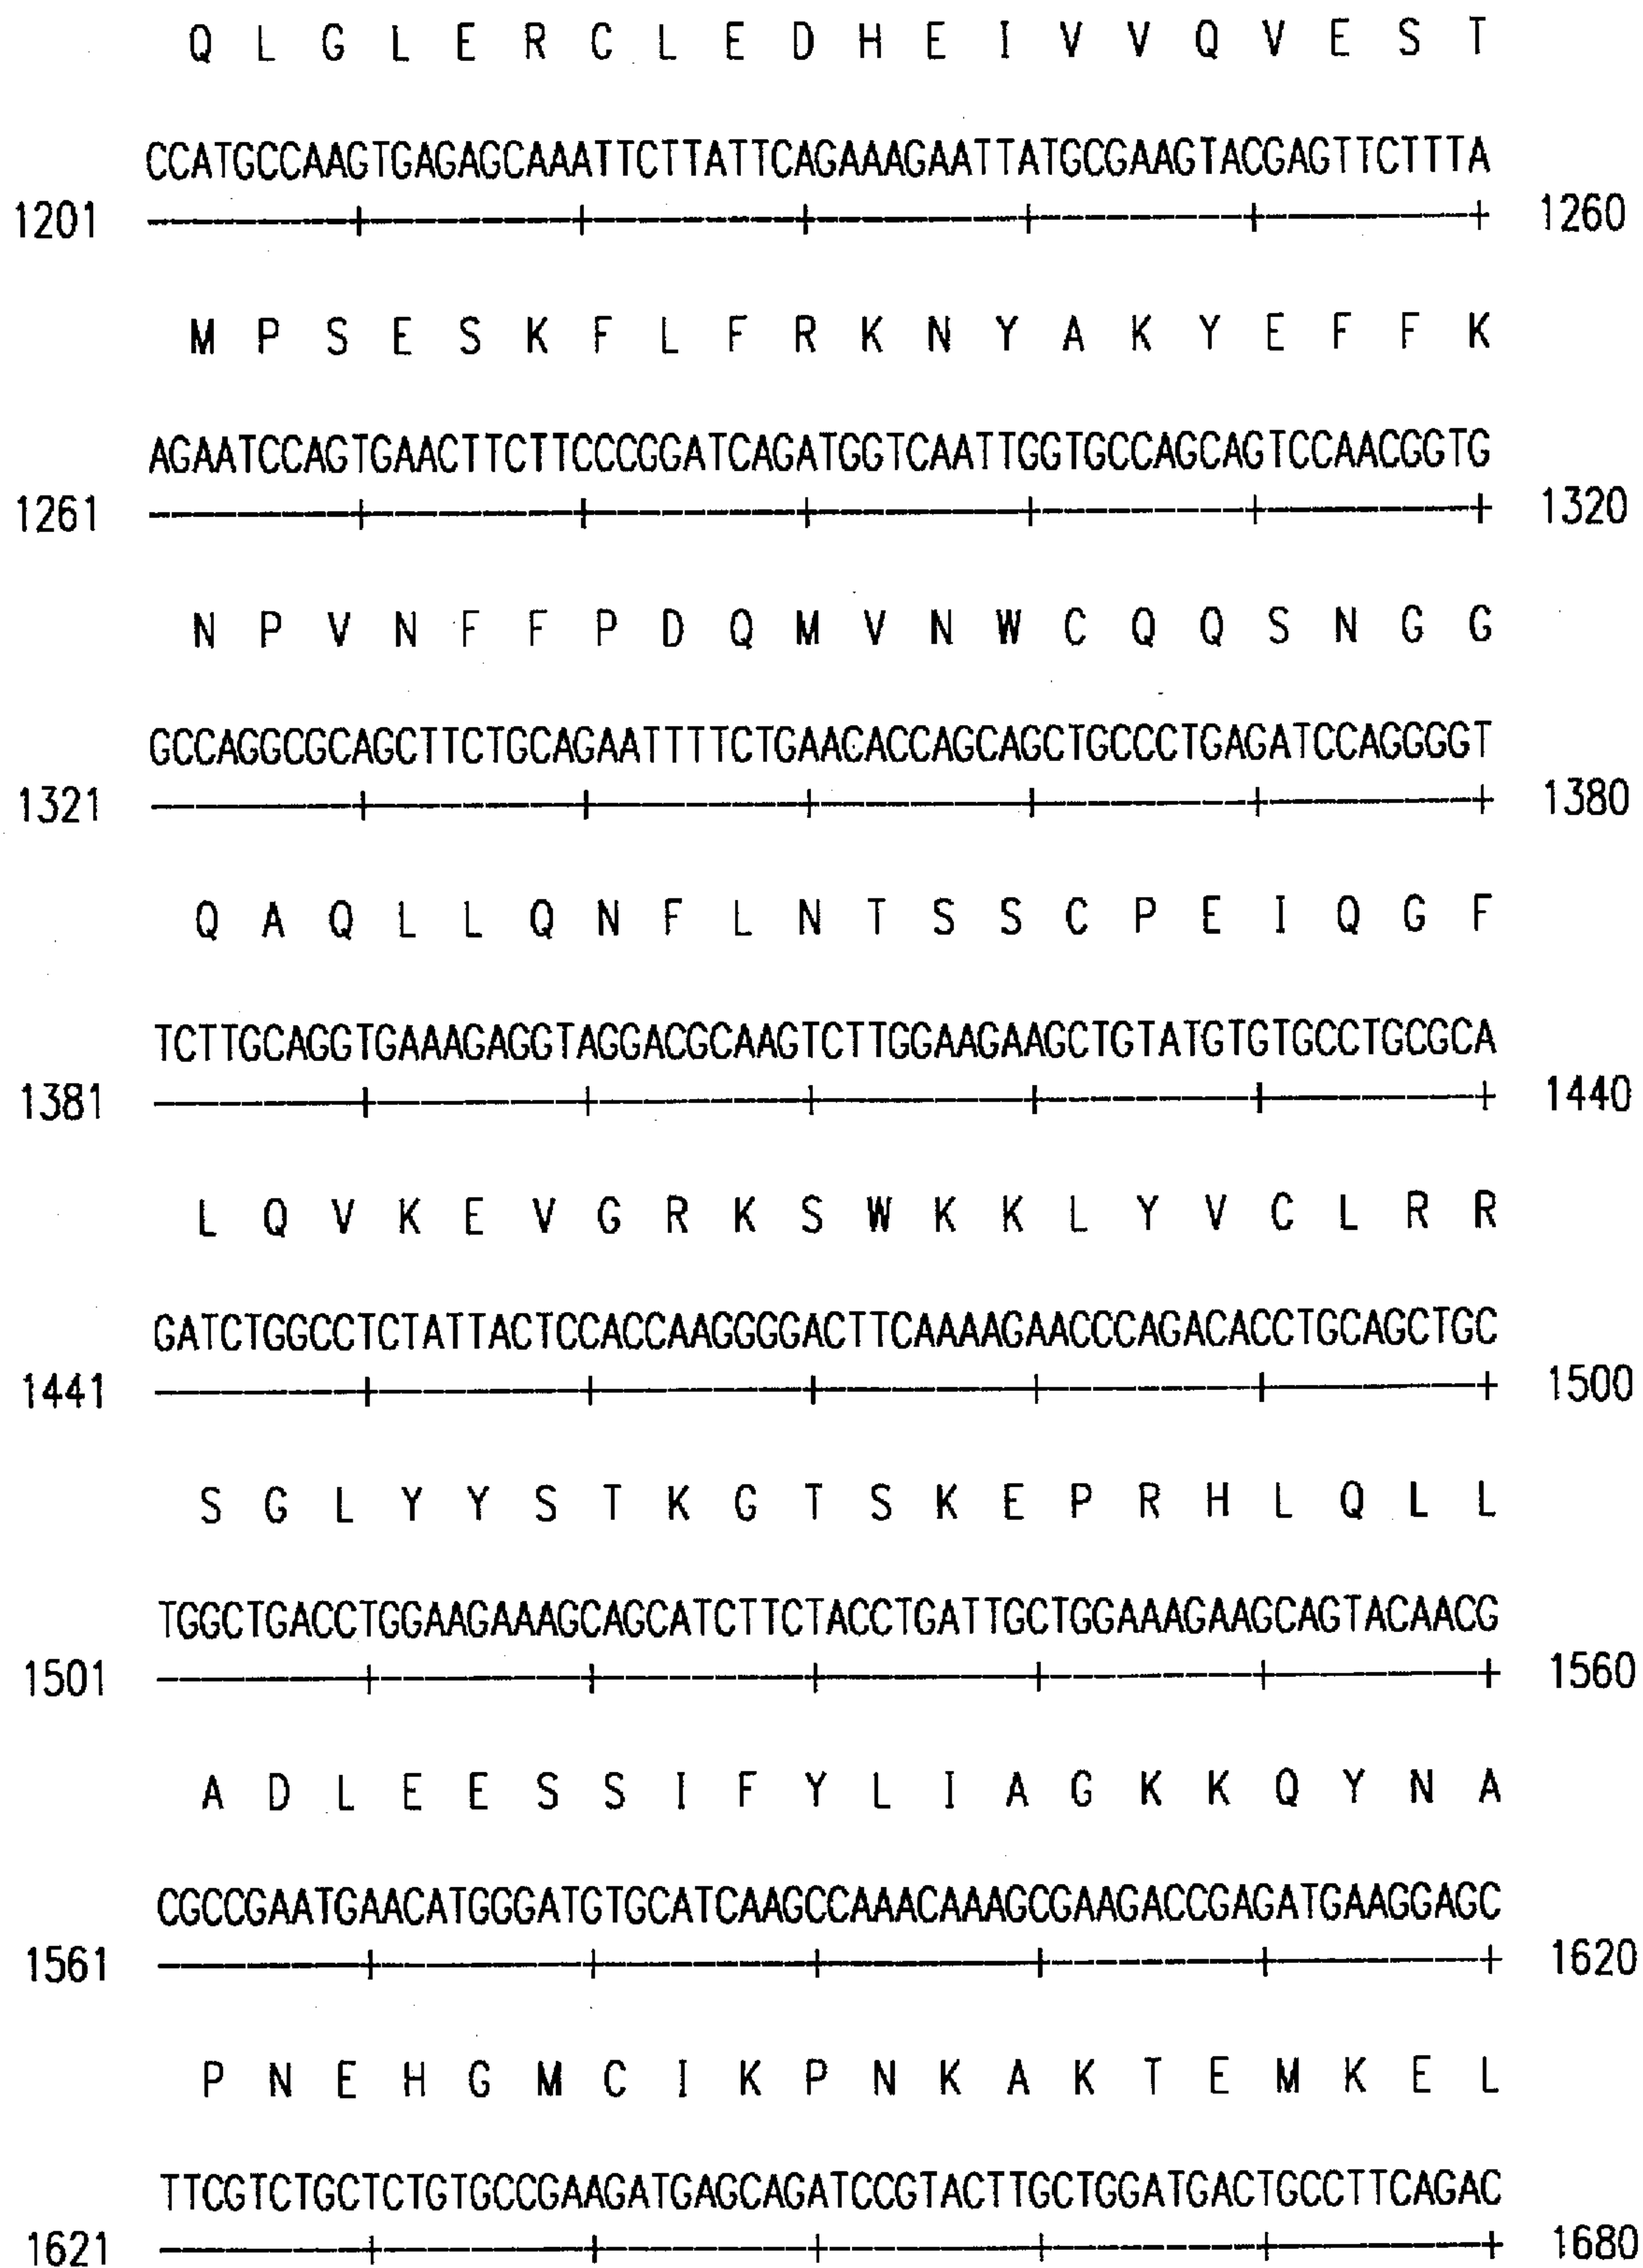 Q L G L E R C L E D H E I V V Q V E S T
CCATGCCAAGTGAGAGCAAATTCTTATTCAGAAAGAATTATGCGAAGTACGAGTTCTTTA
1201 ---------+---------+---------+---------+---------+---------+ 1260
M P S E S K F L F R K N Y A K Y E F F K
AGAATCCAGTGAACTTCTTCCCGGATCAGATGGTCAATTGGTGCCAGCAGTCCAACGGTG
1261 ---------+---------+---------+---------+---------+---------+ 1320
N P V N F F P D Q M V N W C Q Q S N G G
GCCAGGCGCAGCTTCTGCAGAATTTTCTGAACACCAGCAGCTGCCCTGAGATCCAGGGGT
1321 ---------+---------+---------+---------+---------+---------+ 1380
Q A Q L L Q N F L N T S S C P E I Q G F
TCTTGCAGGTGAAAGAGGTAGGACGCAAGTCTTGGAAGAAGCTGTATGTGTGCCTGCGCA
1381 ---------+---------+---------+---------+---------+---------+ 1440
L Q V K E V G R K S W K K L Y V C L R R
GATCTGGCCTCTATTACTCCACCAAGGGGACTTCAAAAGAACCCAGACACCTGCAGCTGC
1441 ---------+---------+---------+---------+---------+---------+ 1500
S G L Y Y S T K G T S K E P R H L Q L L
TGGCTGACCTGGAAGAAAGCAGCATCTTCTACCTGATTGCTGGAAAGAAGCAGTACAACG
1501 ---------+---------+---------+---------+---------+---------+ 1560
A D L E E S S I F Y L I A G K K Q Y N A
CGCCGAATGAACATGGGATGTGCATCAAGCCAAACAAAGCGAAGACCGAGATGAAGGAGC
1561 ---------+---------+---------+---------+---------+---------+ 1620
P N E H G M C I K P N K A K T E M K E L
TTCGTCTGCTCTGTGCCGAAGATGAGCAGATCCGTACTTGCTGGATGACTGCCTTCAGAC
1621 ---------+---------+---------+---------+---------+---------+ 1680